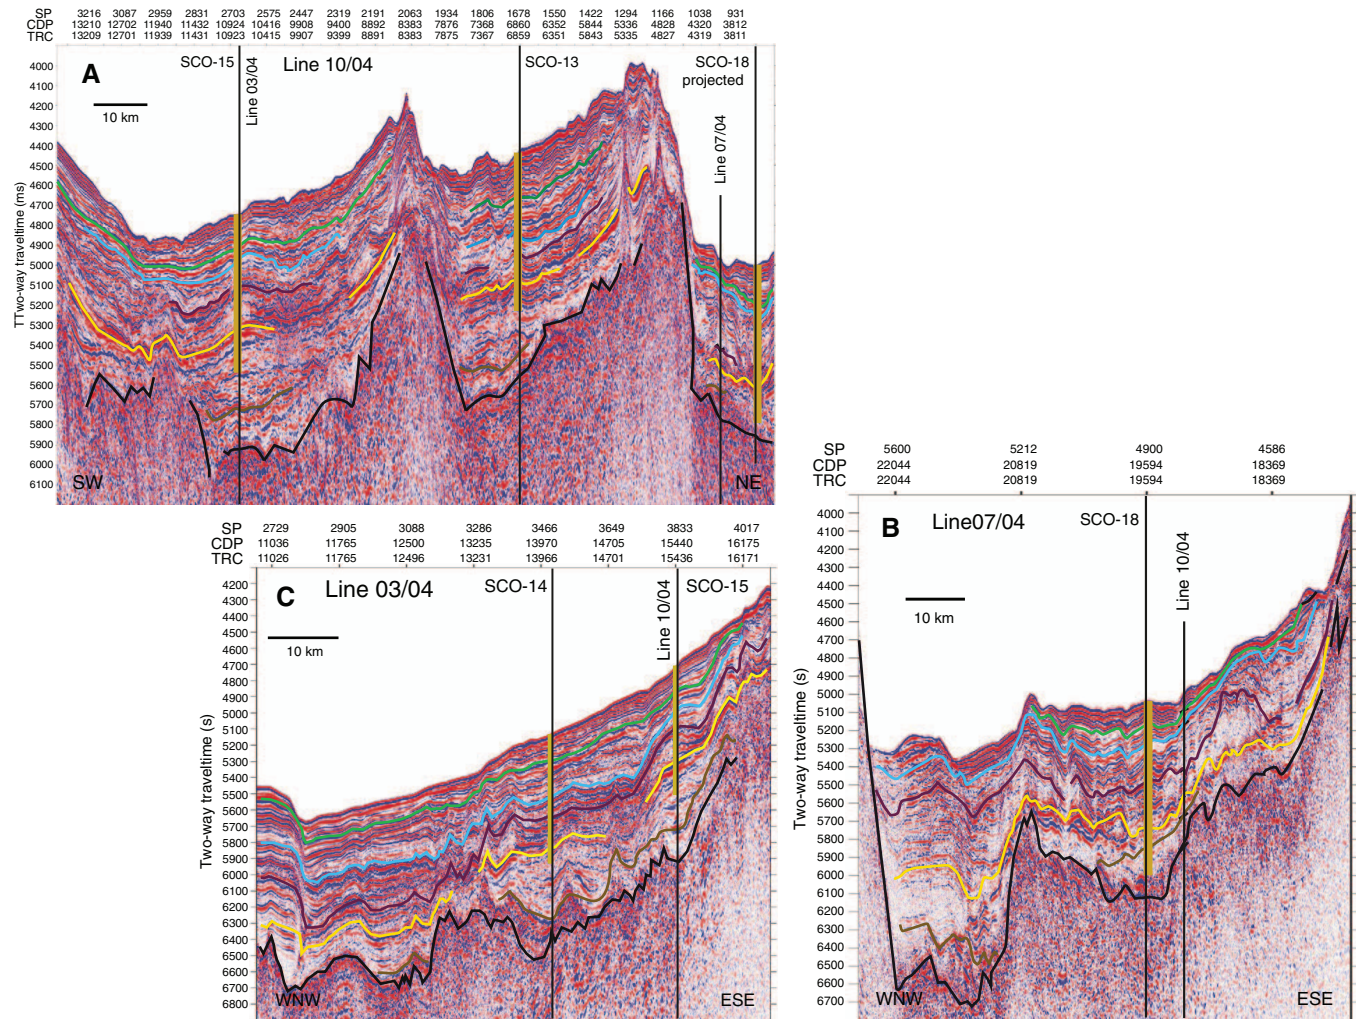 SP 3216 3087 2959 2831 2703 2575 2447 2319 2191 2063 1934 1806 1678 1550 1422 1294 1166 1038 931
CDP 13210 12702 11940 11432 10924 10416 9908 9400 8892 8383 7876 7368 6860 6352 5844 5336 4828 4320 3812
TRC 13209 12701 11939 11431 10923 10415 9907 9399 8891 8383 7875 7367 6859 6351 5843 5335 4827 4319 3811
A
SCO-15
Line 03/04
Line 10/04
SCO-13
SCO-18
projected
Line 07/04
10 km
TTwo-way traveltime (ms)
4000
4100
4200
4300
4400
4500
4600
4700
4800
4900
5000
5100
5200
5300
5400
5500
5600
5700
5800
5900
6000
6100
SW
NE
SP 5600 5212 4900 4586
CDP 22044 20819 19594 18369
TRC 22044 20819 19594 18369
B
Line07/04
SCO-18
Line 10/04
10 km
Two-way traveltime (s)
4000
4100
4200
4300
4400
4500
4600
4700
4800
4900
5000
5100
5200
5300
5400
5500
5600
5700
5800
5900
6000
6100
6200
6300
6400
6500
6600
6700
WNW
ESE
SP 2729 2905 3088 3286 3466 3649 3833 4017
CDP 11036 11765 12500 13235 13970 14705 15440 16175
TRC 11026 11765 12496 13231 13966 14701 15436 16171
C
Line 03/04
SCO-14
Line 10/04
SCO-15
10 km
Two-way traveltime (s)
4200
4300
4400
4500
4600
4700
4800
4900
5000
5100
5200
5300
5400
5500
5600
5700
5800
5900
6000
6100
6200
6300
6400
6500
6600
6700
6800
WNW
ESE